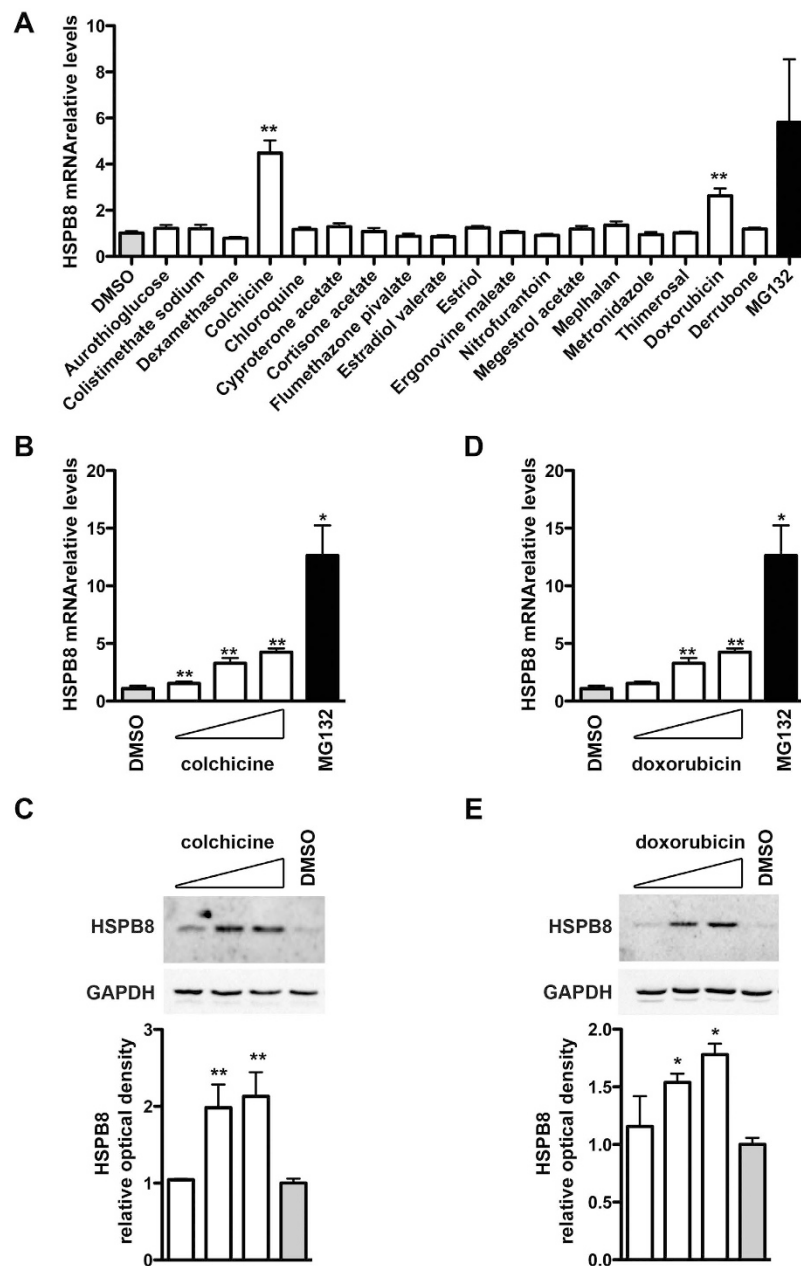 A
HSPB8 mRNArelative levels
10
8
6
4
2
0
**
**
DMSO
Aurothioglucose
Colistimethate sodium
Dexamethasone
Colchicine
Chloroquine
Cyproterone acetate
Cortisone acetate
Flumethazone pivalate
Estradiol valerate
Estriol
Ergonovine maleate
Nitrofurantoin
Megestrol acetate
Meplhalan
Metronidazole
Thimerosal
Doxorubicin
Derrubone
MG132
B
HSPB8 mRNArelative levels
20
15
10
5
0
**
**
**
*
DMSO
colchicine
MG132
D
HSPB8 mRNArelative levels
20
15
10
5
0
**
**
*
DMSO
doxorubicin
MG132
C
colchicine
DMSO
HSPB8
GAPDH
HSPB8
relative optical density
3
2
1
0
**
**
E
doxorubicin
DMSO
HSPB8
GAPDH
HSPB8
relative optical density
2.0
1.5
1.0
0.5
0.0
*
*